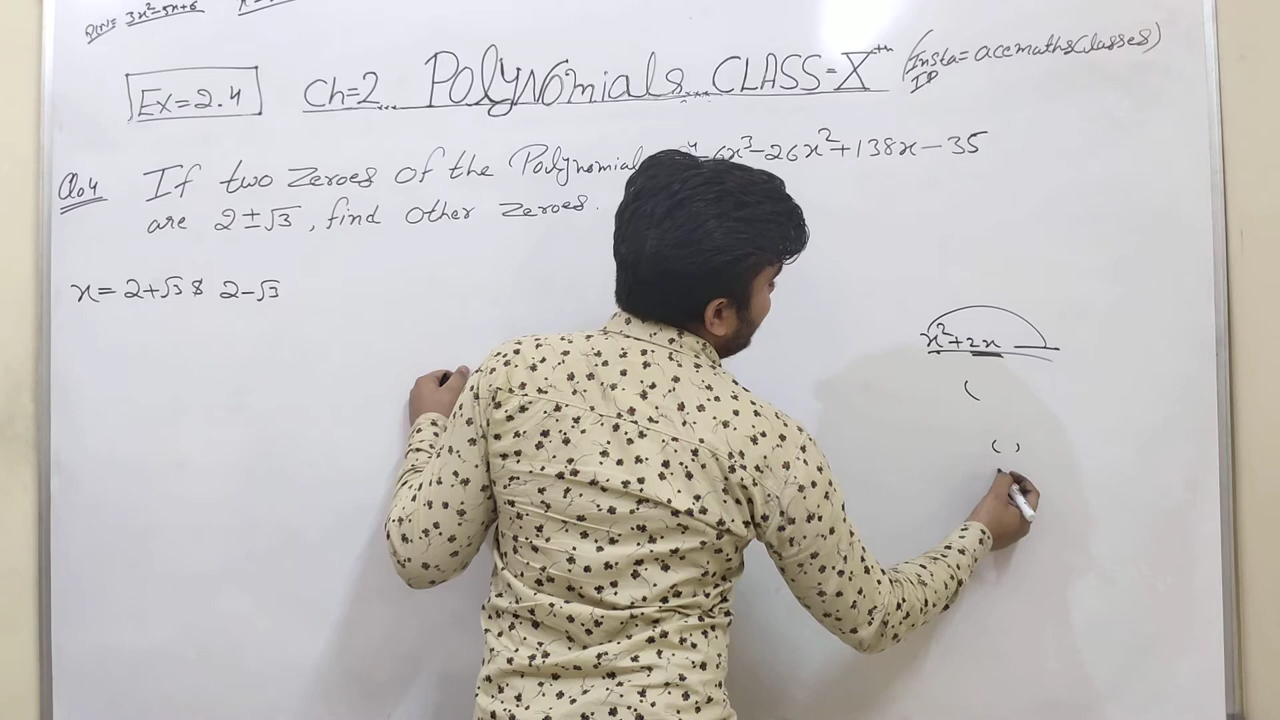 3x²-5x+6
Ex=2.4 Ch=2 Polynomials CLASS=Xth (Insta= accmathsclasses)
ID
Q.4 If two zeroes of the Polynomial 6x³-26x²+138x-35
are 2±√3, find other zeroes.
x= 2+√3 & 2-√3
x²+2x
(
( )